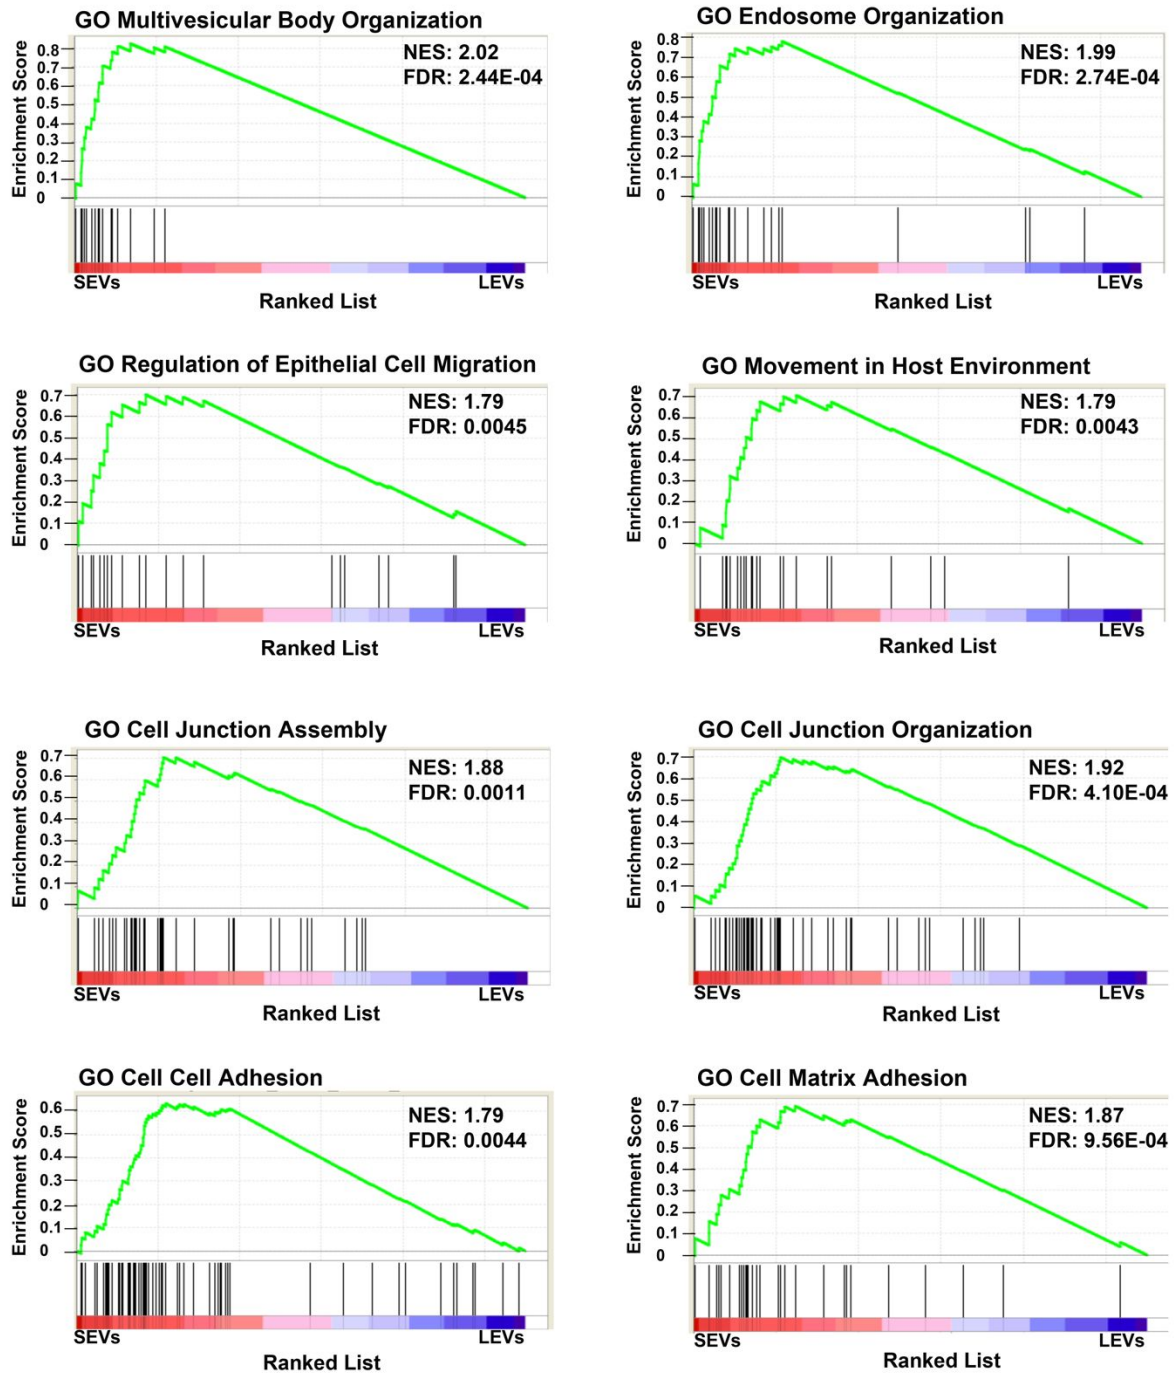 GO Multivesicular Body Organization
Enrichment Score
0.8
0.7
0.6
0.5
0.4
0.3
0.2
0.1
0
NES: 2.02
FDR: 2.44E-04
SEVs
LEVs
Ranked List
GO Endosome Organization
Enrichment Score
0.8
0.7
0.6
0.5
0.4
0.3
0.2
0.1
0
NES: 1.99
FDR: 2.74E-04
SEVs
LEVs
Ranked List
GO Regulation of Epithelial Cell Migration
Enrichment Score
0.7
0.6
0.5
0.4
0.3
0.2
0.1
0
NES: 1.79
FDR: 0.0045
SEVs
LEVs
Ranked List
GO Movement in Host Environment
Enrichment Score
0.7
0.6
0.5
0.4
0.3
0.2
0.1
0
NES: 1.79
FDR: 0.0043
SEVs
LEVs
Ranked List
GO Cell Junction Assembly
Enrichment Score
0.7
0.6
0.5
0.4
0.3
0.2
0.1
0
NES: 1.88
FDR: 0.0011
SEVs
LEVs
Ranked List
GO Cell Junction Organization
Enrichment Score
0.7
0.6
0.5
0.4
0.3
0.2
0.1
0
NES: 1.92
FDR: 4.10E-04
SEVs
LEVs
Ranked List
GO Cell Cell Adhesion
Enrichment Score
0.6
0.5
0.4
0.3
0.2
0.1
0
NES: 1.79
FDR: 0.0044
SEVs
LEVs
Ranked List
GO Cell Matrix Adhesion
Enrichment Score
0.7
0.6
0.5
0.4
0.3
0.2
0.1
0
NES: 1.87
FDR: 9.56E-04
SEVs
LEVs
Ranked List